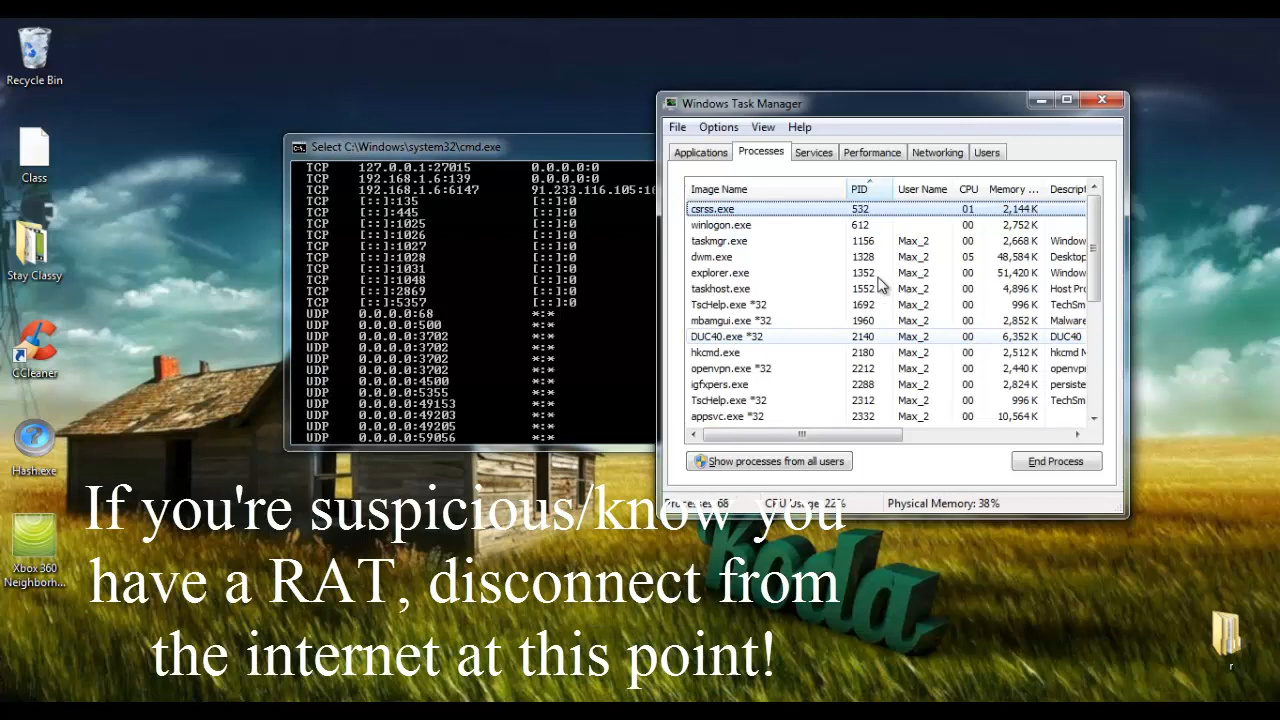 Recycle Bin
Class
Stay Classy
CCleaner
Hash.exe
Xbox 360
Neighborh...
Select C:\Windows\system32\cmd.exe
TCP 127.0.0.1:27015 0.0.0.0:0
TCP 192.168.1.6:139 0.0.0.0:0
TCP 192.168.1.6:6147 91.233.116.105:16
TCP [::]:135 [::]:0
TCP [::]:445 [::]:0
TCP [::]:1025 [::]:0
TCP [::]:1026 [::]:0
TCP [::]:1027 [::]:0
TCP [::]:1028 [::]:0
TCP [::]:1031 [::]:0
TCP [::]:1048 [::]:0
TCP [::]:2869 [::]:0
TCP [::]:5357 [::]:0
UDP 0.0.0.0:68 *:*
UDP 0.0.0.0:500 *:*
UDP 0.0.0.0:3702 *:*
UDP 0.0.0.0:3702 *:*
UDP 0.0.0.0:3702 *:*
UDP 0.0.0.0:3702 *:*
UDP 0.0.0.0:4500 *:*
UDP 0.0.0.0:5355 *:*
UDP 0.0.0.0:49153 *:*
UDP 0.0.0.0:49203 *:*
UDP 0.0.0.0:49205 *:*
UDP 0.0.0.0:59056 *:*
Windows Task Manager
File Options View Help
Applications Processes Services Performance Networking Users
Image Name PID User Name CPU Memory ... Descript
csrss.exe 532 01 2,144 K
winlogon.exe 612 00 2,752 K
taskmgr.exe 1156 Max_2 00 2,668 K Window
dwm.exe 1328 Max_2 05 48,584 K Desktop
explorer.exe 1352 Max_2 00 51,420 K Window
taskhost.exe 1552 Max_2 00 4,896 K Host Pro
TscHelp.exe *32 1692 Max_2 00 996 K TechSm
mbamgui.exe *32 1960 Max_2 00 2,852 K Malware
DUC40.exe *32 2140 Max_2 00 6,352 K DUC40
hkcmd.exe 2180 Max_2 00 2,512 K hkcmd M
openvpn.exe *32 2212 Max_2 00 2,440 K openvp
igfxpers.exe 2288 Max_2 00 2,824 K persiste
TscHelp.exe *32 2312 Max_2 00 996 K TechSm
appsvc.exe *32 2332 Max_2 00 10,564 K
Show processes from all users End Process
Processes: 68 CPU Usage: 22% Physical Memory: 38%
If you're suspicious/know you
have a RAT, disconnect from
the internet at this point!
Koda
r